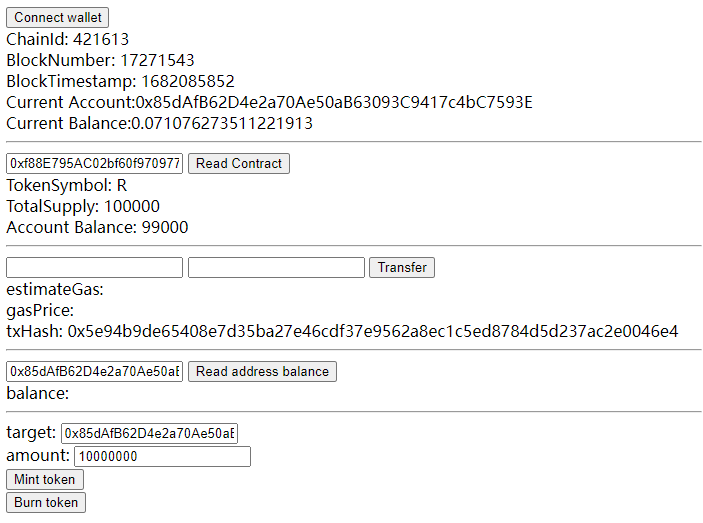 Connect wallet
ChainId: 421613
BlockNumber: 17271543
BlockTimestamp: 1682085852
Current Account:0x85dAfB62D4e2a70Ae50aB63093C9417c4bC7593E
Current Balance:0.071076273511221913
0xf88E795AC02bf60f970977 Read Contract
TokenSymbol: R
TotalSupply: 100000
Account Balance: 99000
Transfer
estimateGas:
gasPrice:
txHash: 0x5e94b9de65408e7d35ba27e46cdf37e9562a8ec1c5ed8784d5d237ac2e0046e4
0x85dAfB62D4e2a70Ae50aB Read address balance
balance:
target: 0x85dAfB62D4e2a70Ae50aB
amount: 10000000
Mint token
Burn token